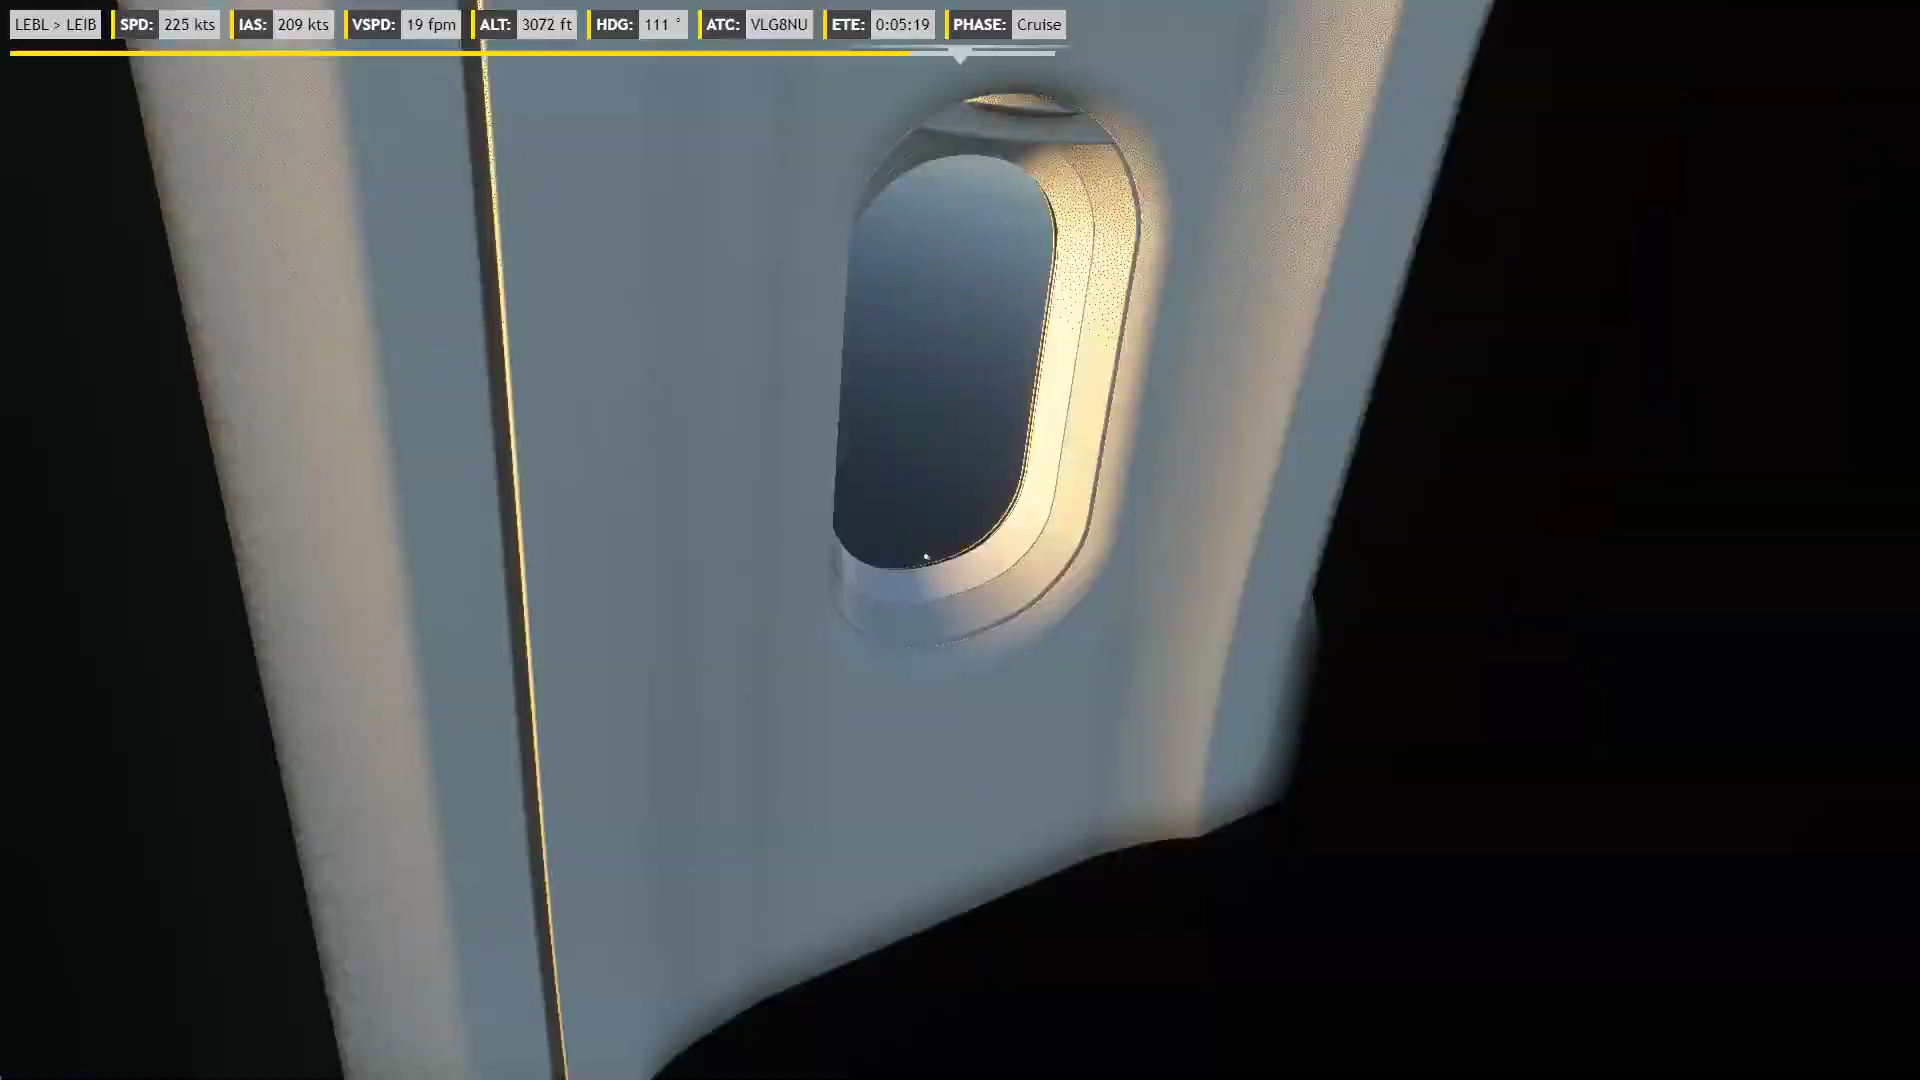 LEBL > LEIB SPD: 225 kts IAS: 209 kts VSPD: 19 fpm ALT: 3072 ft HDG: 111 ° ATC: VLG8NU ETE: 0:05:19 PHASE: Cruise